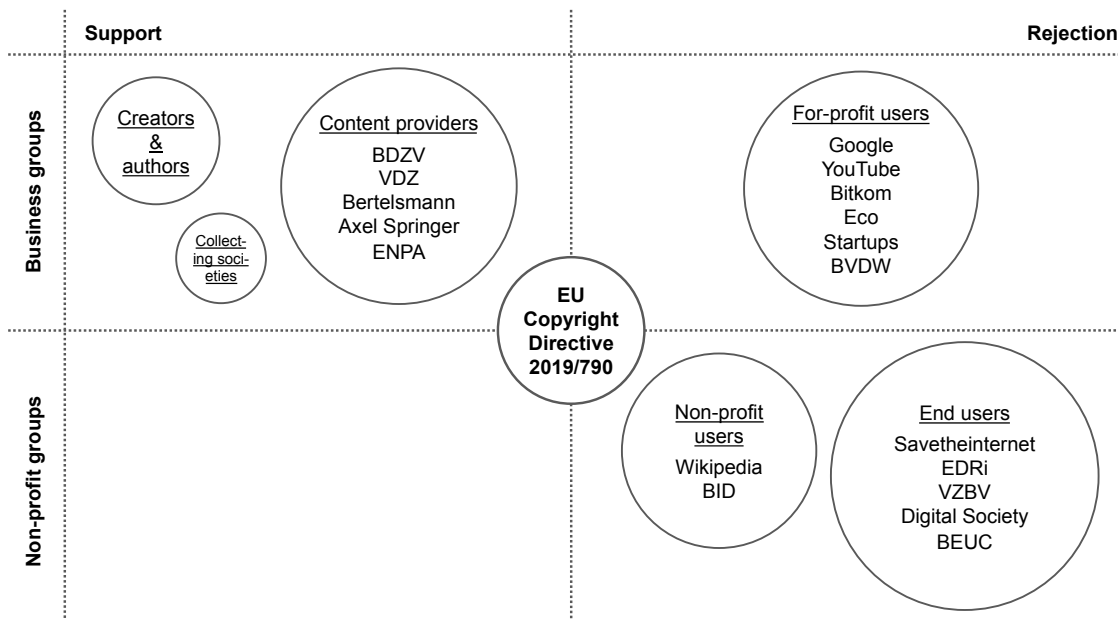 Support
Rejection
Business groups
Creators
&
authors
Collect-
ing soci-
eties
Content providers
BDZV
VDZ
Bertelsmann
Axel Springer
ENPA
For-profit users
Google
YouTube
Bitkom
Eco
Startups
BVDW
EU
Copyright
Directive
2019/790
Non-profit groups
Non-profit
users
Wikipedia
BID
End users
Savetheinternet
EDRi
VZBV
Digital Society
BEUC